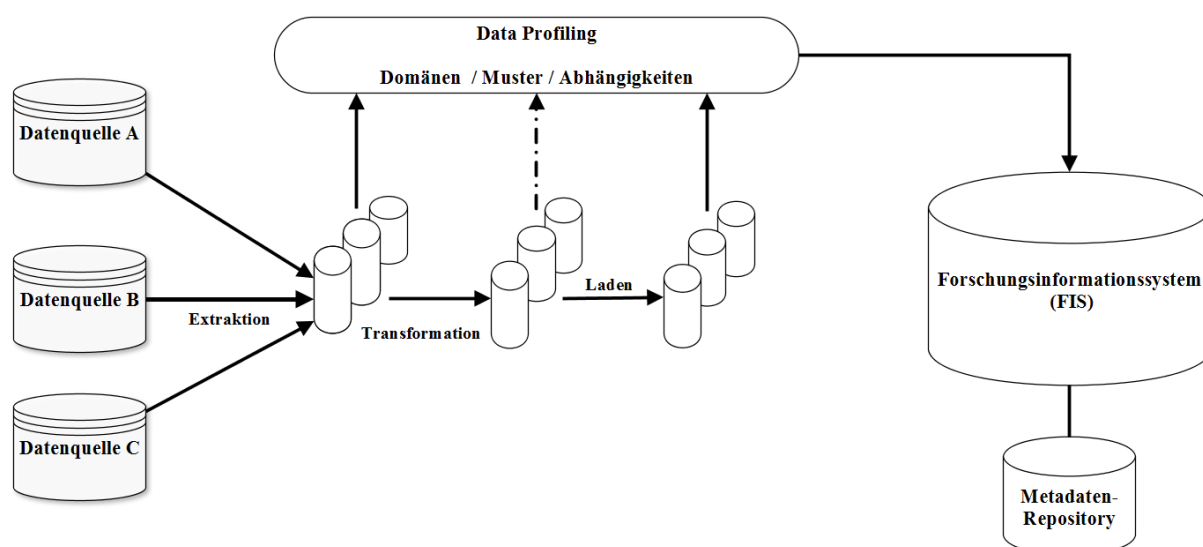 Data Profiling
Domänen / Muster / Abhängigkeiten
Datenquelle A
Datenquelle B
Datenquelle C
Extraktion
Transformation
Laden
Forschungsinformationssystem
(FIS)
Metadaten-
Repository